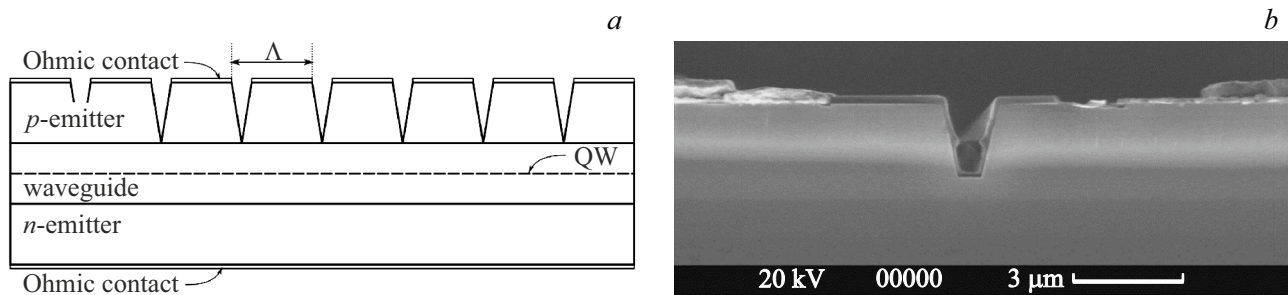 a
b
Ohmic contact
Λ
p-emitter
QW
waveguide
n-emitter
Ohmic contact
20 kV 00000 3 µm